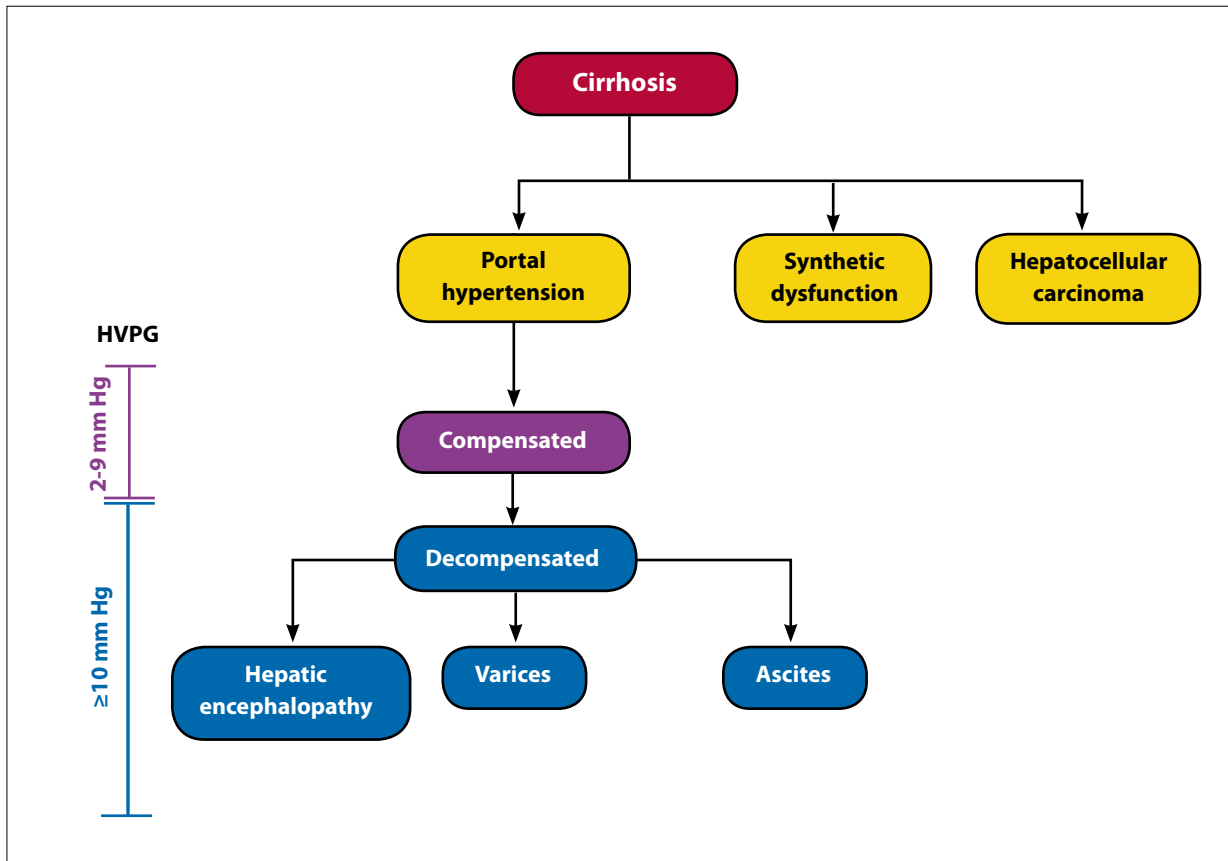 Cirrhosis
Portal
hypertension
Synthetic
dysfunction
Hepatocellular
carcinoma
HVPG
2-9 mm Hg
Compensated
Decompensated
≥10 mm Hg
Hepatic
encephalopathy
Varices
Ascites